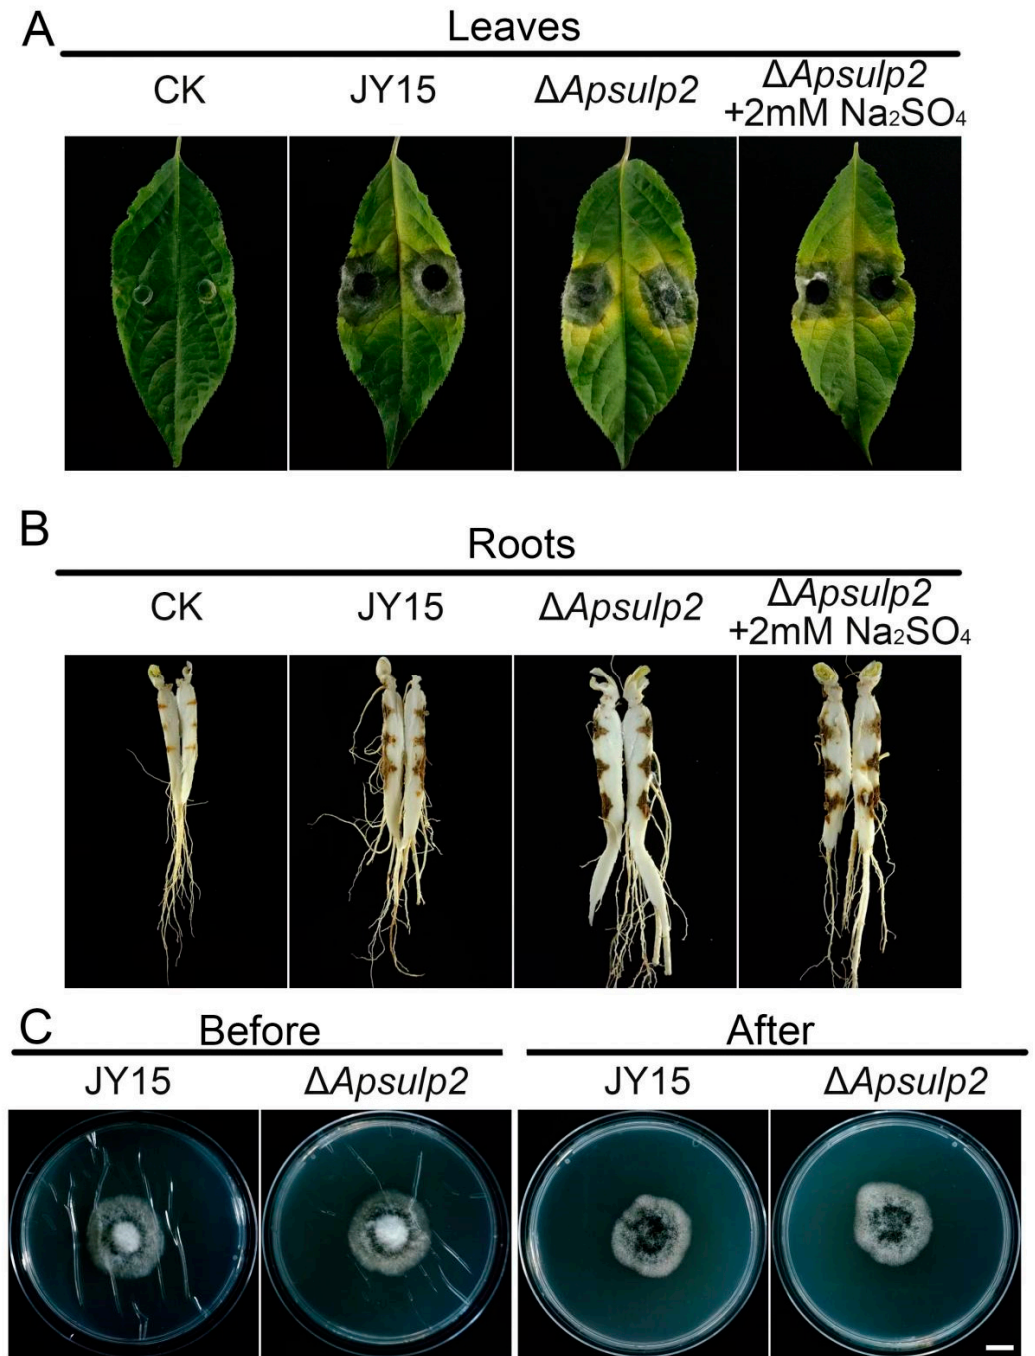 A
Leaves
CK JY15 ΔApsulp2 ΔApsulp2
+2mM Na₂SO₄
B
Roots
CK JY15 ΔApsulp2 ΔApsulp2
+2mM Na₂SO₄
C Before After
JY15 ΔApsulp2 JY15 ΔApsulp2